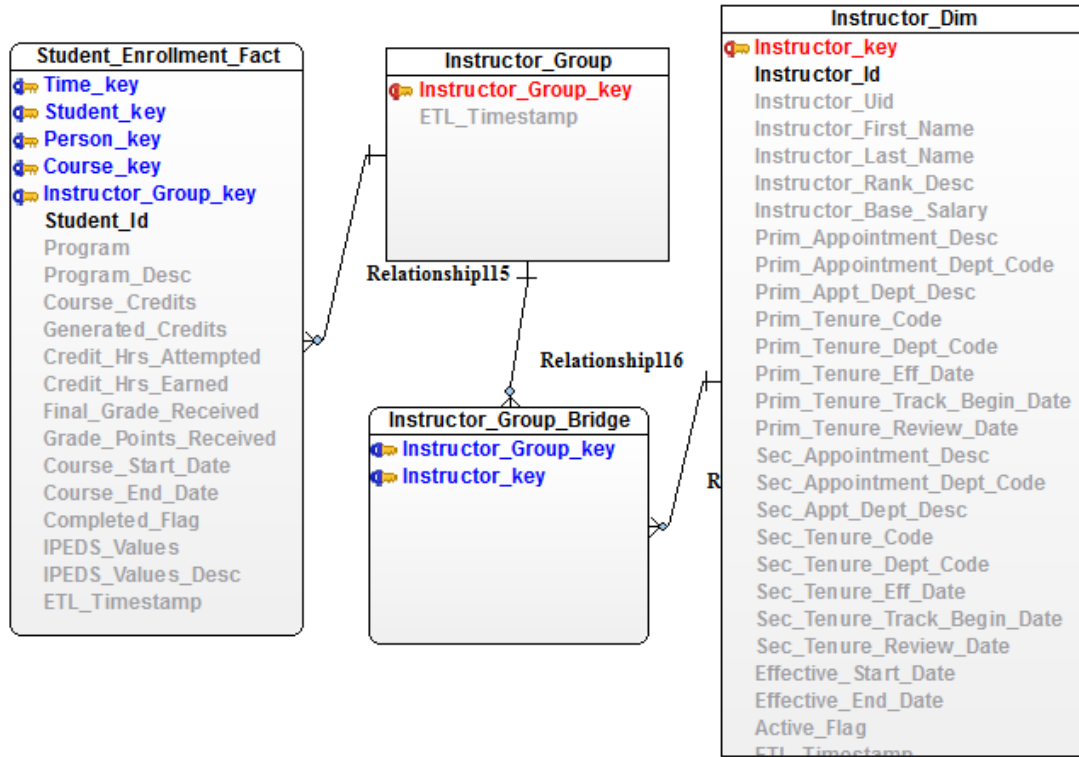 Student_Enrollment_Fact
Time_key
Student_key
Person_key
Course_key
Instructor_Group_key
Student_Id
Program
Program_Desc
Course_Credits
Generated_Credits
Credit_Hrs_Attempted
Credit_Hrs_Earned
Final_Grade_Received
Grade_Points_Received
Course_Start_Date
Course_End_Date
Completed_Flag
IPEDS_Values
IPEDS_Values_Desc
ETL_Timestamp
Instructor_Group
Instructor_Group_key
ETL_Timestamp
Relationship115
Relationship116
Instructor_Group_Bridge
Instructor_Group_key
Instructor_key
R
Instructor_Dim
Instructor_key
Instructor_Id
Instructor_Uid
Instructor_First_Name
Instructor_Last_Name
Instructor_Rank_Desc
Instructor_Base_Salary
Prim_Appointment_Desc
Prim_Appointment_Dept_Code
Prim_Appt_Dept_Desc
Prim_Tenure_Code
Prim_Tenure_Dept_Code
Prim_Tenure_Eff_Date
Prim_Tenure_Track_Begin_Date
Prim_Tenure_Review_Date
Sec_Appointment_Desc
Sec_Appointment_Dept_Code
Sec_Appt_Dept_Desc
Sec_Tenure_Code
Sec_Tenure_Dept_Code
Sec_Tenure_Eff_Date
Sec_Tenure_Track_Begin_Date
Sec_Tenure_Review_Date
Effective_Start_Date
Effective_End_Date
Active_Flag
ETL_Timestamp